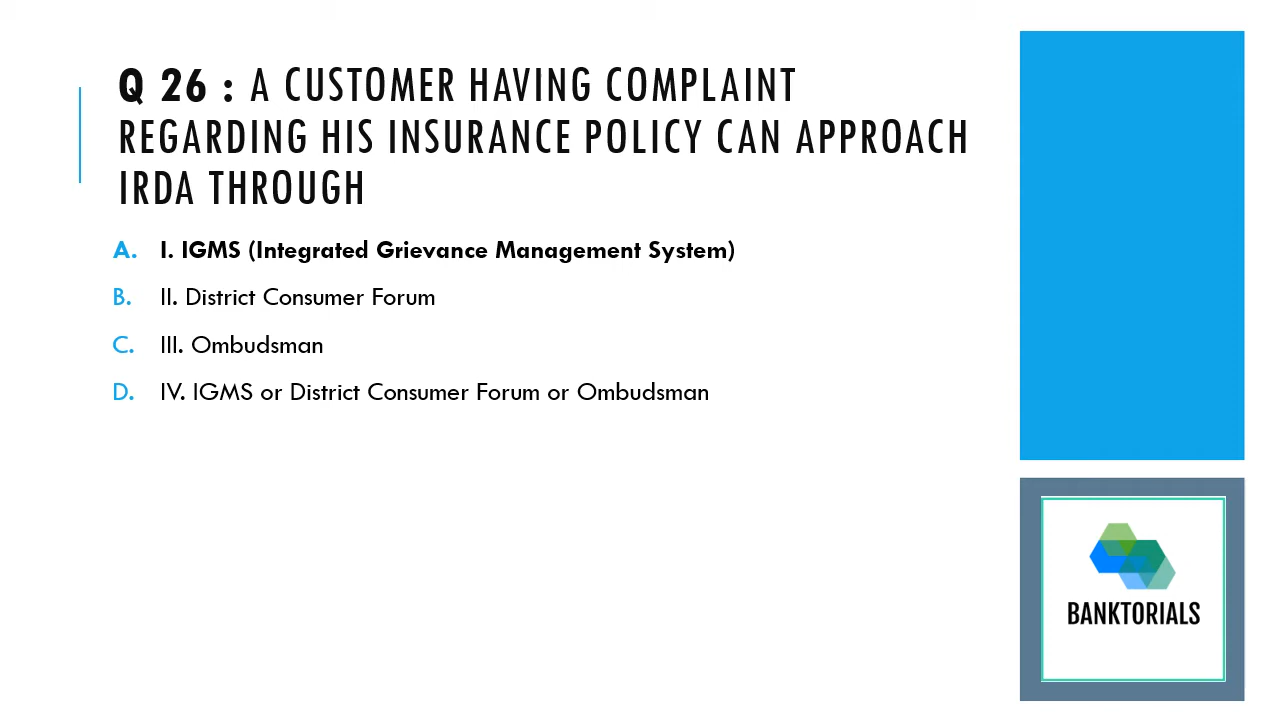 Q 26 : A CUSTOMER HAVING COMPLAINT
REGARDING HIS INSURANCE POLICY CAN APPROACH
IRDA THROUGH
A. I. IGMS (Integrated Grievance Management System)
B. II. District Consumer Forum
C. III. Ombudsman
D. IV. IGMS or District Consumer Forum or Ombudsman
BANKTORIALS